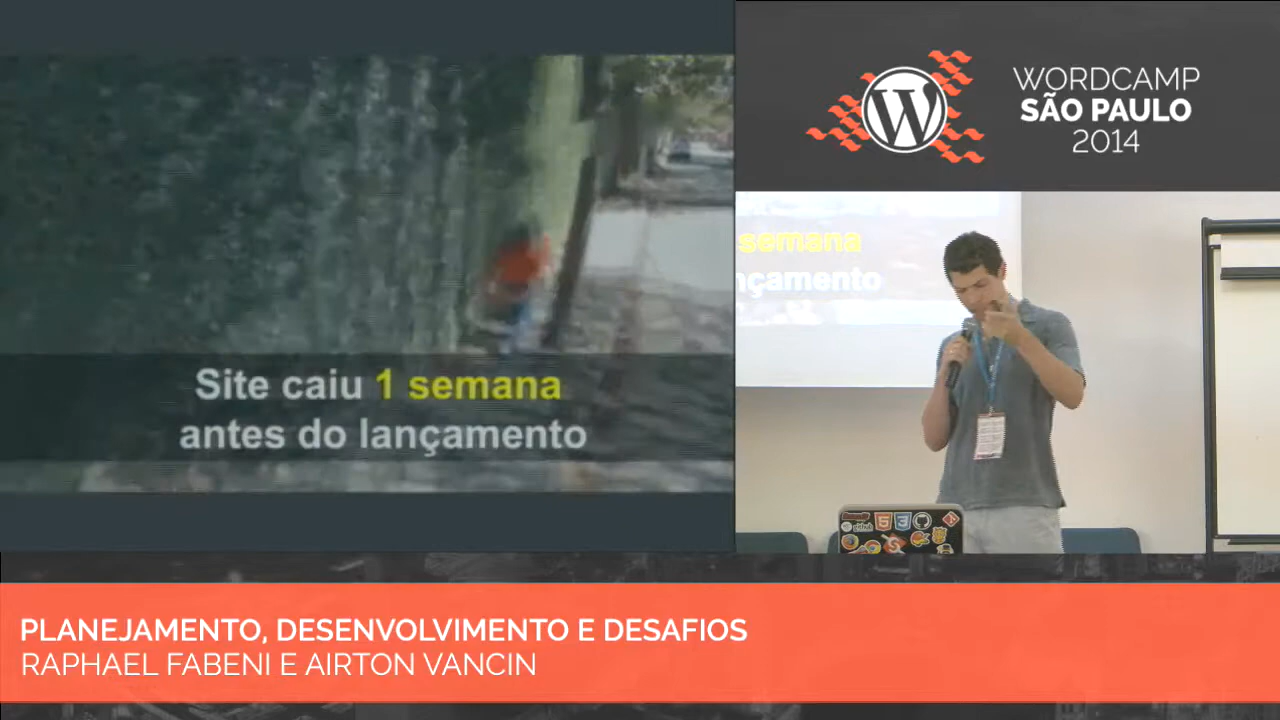 Site caiu 1 semana
antes do lançamento
WORDCAMP
SÃO PAULO
2014
semana
nçamento
PLANEJAMENTO, DESENVOLVIMENTO E DESAFIOS
RAPHAEL FABENI E AIRTON VANCIN